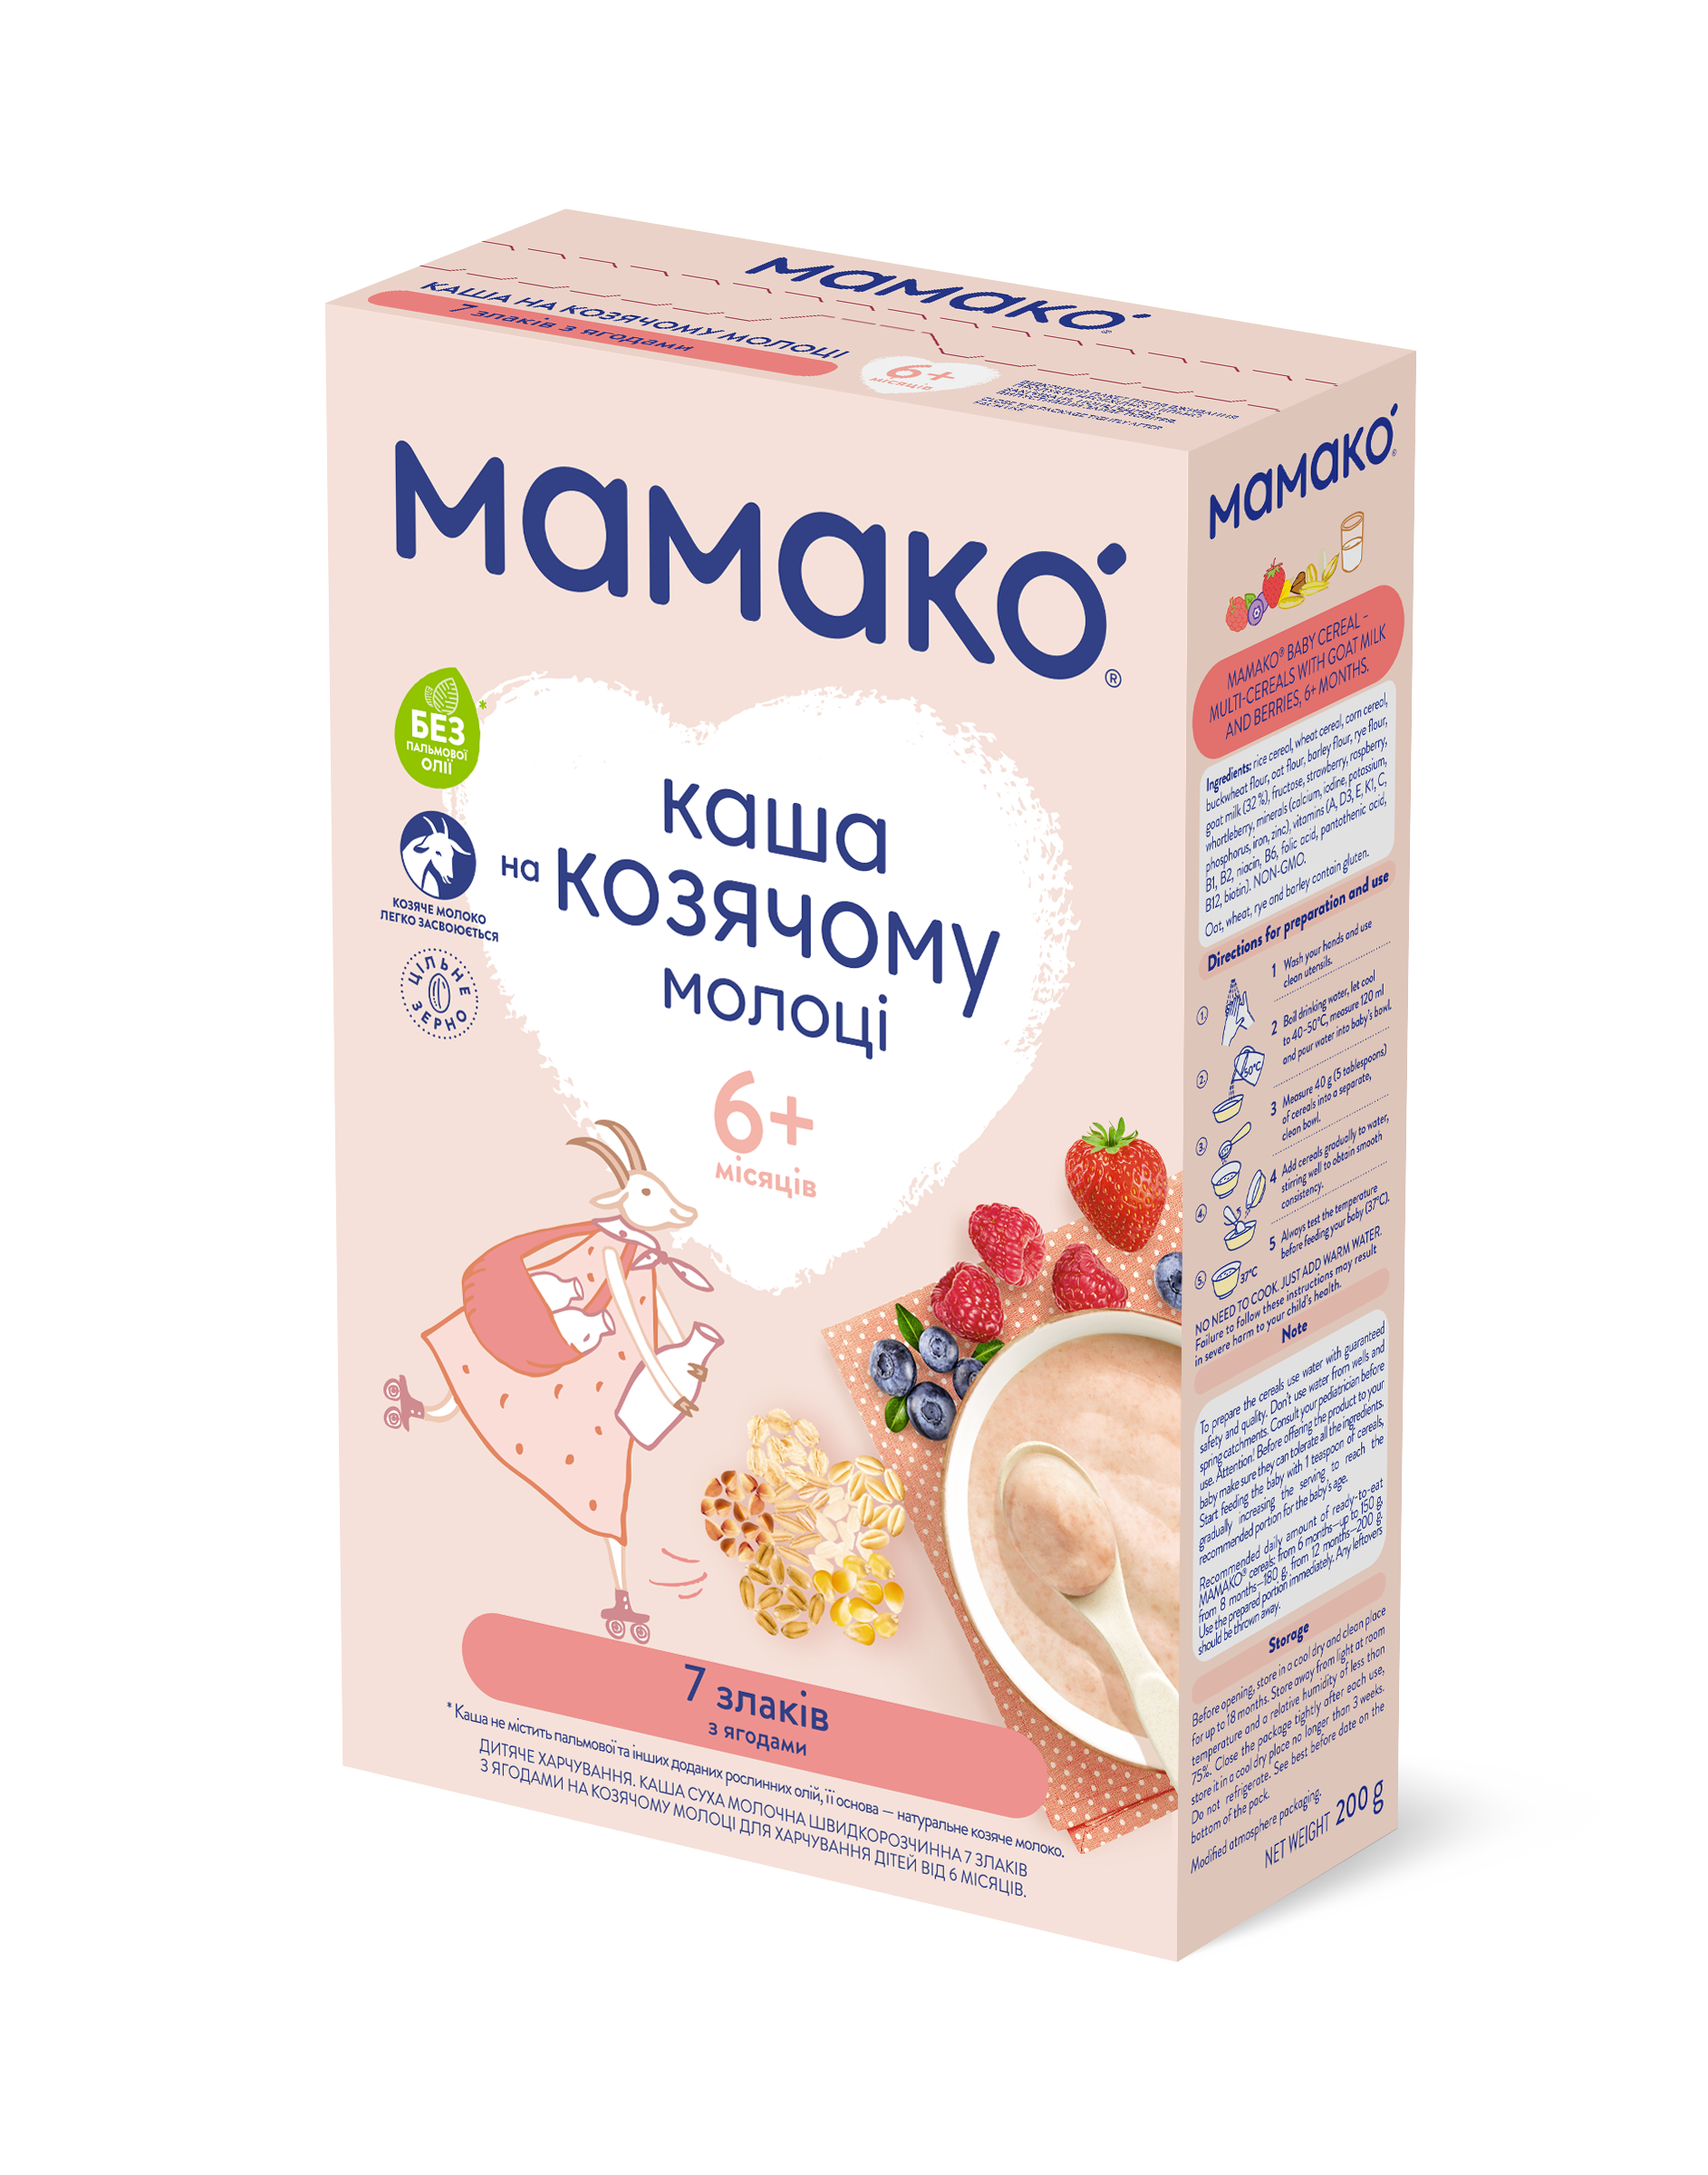 МАМАКО
КАША НА КОЗЯЧОМУ МОЛОЦІ
7 злаків з ягодами
6+
місяців
CLOSE THE PACKAGE TIGHTLY AFTER
EACH USE
МАМАКО®
БЕЗ*
ПАЛЬМОВОЇ
ОЛІЇ
КОЗЯЧЕ МОЛОКО
ЛЕГКО ЗАСВОЮЄТЬСЯ
ЦІЛЬНЕ
ЗЕРНО
каша
на козячому
молоці
6+
місяців
7 злаків
з ягодами
*Каша не містить пальмової та інших доданих рослинних олій, її основа — натуральне козяче молоко.
ДИТЯЧЕ ХАРЧУВАННЯ. КАША СУХА МОЛОЧНА ШВИДКОРОЗЧИННА 7 ЗЛАКІВ
З ЯГОДАМИ НА КОЗЯЧОМУ МОЛОЦІ ДЛЯ ХАРЧУВАННЯ ДІТЕЙ ВІД 6 МІСЯЦІВ.
МАМАКО
MAMAKO® BABY CEREAL –
MULTI-CEREALS WITH GOAT MILK
AND BERRIES, 6+ MONTHS.
Ingredients: rice cereal, wheat cereal, corn cereal,
buckwheat flour, oat flour, barley flour, rye flour,
goat milk (32 %), fructose, strawberry, raspberry,
whortleberry, minerals (calcium, iodine, potassium,
phosphorus, iron, zinc), vitamins (A, D3, E, K1, C,
B1, B2, niacin, B6, folic acid, pantothenic acid,
B12, biotin). NON-GMO.
Oat, wheat, rye and barley contain gluten.
Directions for preparation and use
1 Wash your hands and use
clean utensils.
2 Boil drinking water, let cool
to 40-50°C, measure 120 ml
and pour water into baby's bowl.
3 Measure 40 g (5 tablespoons)
of cereals into a separate,
clean bowl.
4 Add cereals gradually to water,
stirring well to obtain smooth
consistency.
5 Always test the temperature
before feeding your baby (37°C).
1.
2.
50°C
3.
4.
5.
37°C
NO NEED TO COOK. JUST ADD WARM WATER.
Failure to follow these instructions may result
in severe harm to your child's health.
Note
To prepare the cereals use water with guaranteed
safety and quality. Don't use water from wells and
spring catchments. Consult your pediatrician before
use. Attention! Before offering the product to your
baby make sure they can tolerate all the ingredients.
Start feeding the baby with 1 teaspoon of cereals,
gradually increasing the serving to reach the
recommended portion for the baby's age.
Recommended daily amount of ready-to-eat
MAMAKO® cereals: from 6 months—up to 150 g,
from 8 months—180 g, from 12 months—200 g.
Use the prepared portion immediately. Any leftovers
should be thrown away.
Storage
Before opening, store in a cool dry and clean place
for up to 18 months. Store away from light at room
temperature and a relative humidity of less than
75%. Close the package tightly after each use,
store it in a cool dry place no longer than 3 weeks.
Do not refrigerate. See best before date on the
bottom of the pack.
Modified atmosphere packaging.
NET WEIGHT 200 g